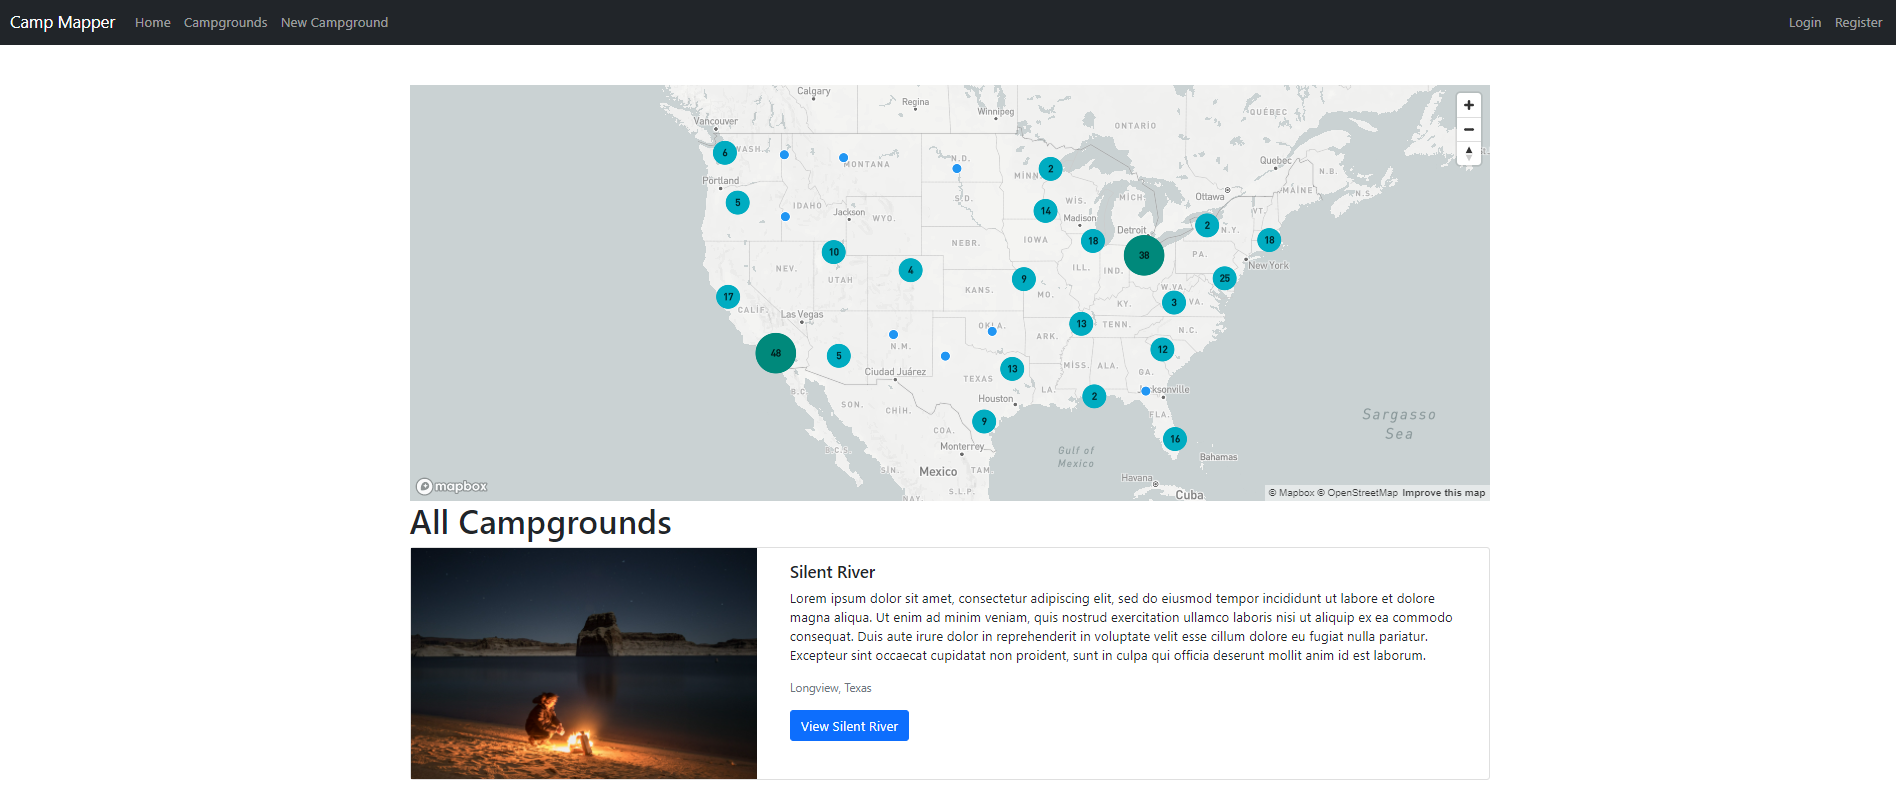 Camp Mapper Home Campgrounds New Campground Login Register
Calgary
Regina
Winnipeg
Vancouver
ONTARIO
QUÉBEC
6 WASH.
MONTANA
N.D.
MINN. 2
Quebec
N.B.
Portland
MAINE
N.S.
5
IDAHO
Jackson
WYO.
S.D.
14
WIS.
Madison
MICH.
Ottawa
VT.
Detroit
2 N.Y.
18
10
NEBR.
IOWA
18
38
PA.
New York
NEV.
UTAH
4
KANS.
9
MO.
ILL.
IND.
W.VA.
25
17
CALIF.
Las Vegas
KY.
3 VA.
N.M.
OKLA.
ARK.
13 TENN.
N.C.
48
5
Ciudad Juárez
TEXAS
13
MISS. ALA.
12
GA.
B.C.
SON.
CHIH.
Houston
LA.
2
Jacksonville
FLA.
Sargasso
Sea
COA.
9
16
B.C.S.
Monterrey
Gulf of
Mexico
Bahamas
SIN.
Mexico TAM.
Havana
NAY.
S.L.P.
Cuba
mapbox
© Mapbox © OpenStreetMap Improve this map
All Campgrounds
Silent River
Lorem ipsum dolor sit amet, consectetur adipiscing elit, sed do eiusmod tempor incididunt ut labore et dolore
magna aliqua. Ut enim ad minim veniam, quis nostrud exercitation ullamco laboris nisi ut aliquip ex ea commodo
consequat. Duis aute irure dolor in reprehenderit in voluptate velit esse cillum dolore eu fugiat nulla pariatur.
Excepteur sint occaecat cupidatat non proident, sunt in culpa qui officia deserunt mollit anim id est laborum.
Longview, Texas
View Silent River